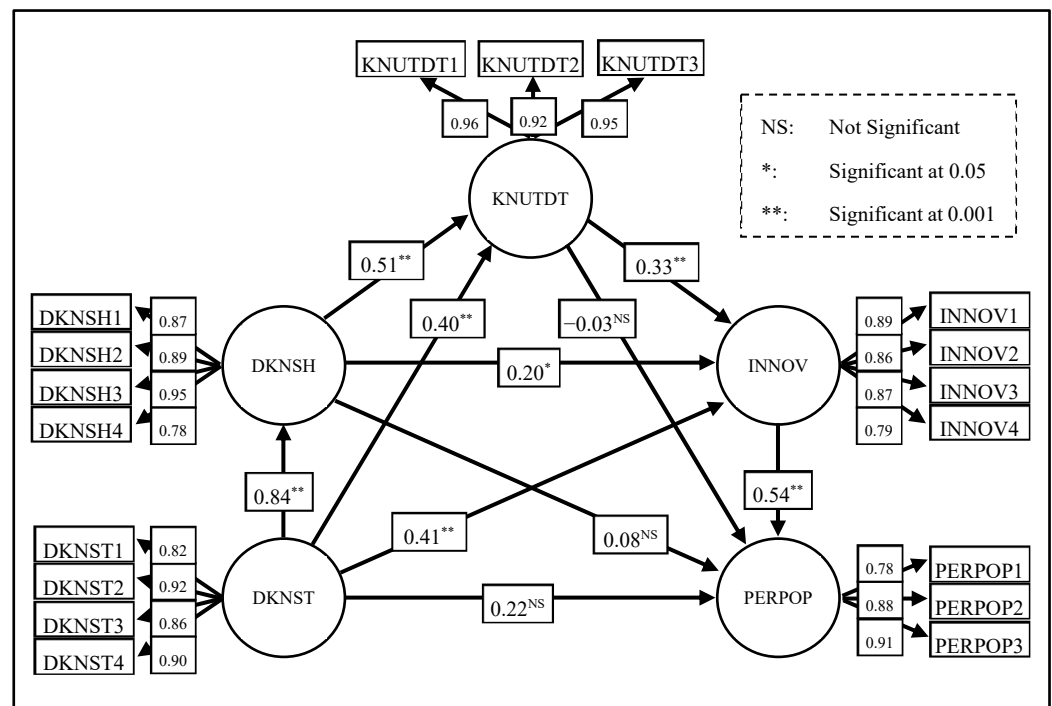 KNUTDT1 KNUTDT2 KNUTDT3
0.96 0.92 0.95
NS: Not Significant
*: Significant at 0.05
**: Significant at 0.001
KNUTDT
0.51**
0.33**
0.40**
−0.03NS
DKNSH1
DKNSH2
DKNSH3
DKNSH4
0.87
0.89
0.95
0.78
DKNSH
0.20*
INNOV
0.89
0.86
0.87
0.79
INNOV1
INNOV2
INNOV3
INNOV4
0.84**
0.41**
0.08NS
0.54**
DKNST1
DKNST2
DKNST3
DKNST4
0.82
0.92
0.86
0.90
DKNST
0.22NS
PERPOP
0.78
0.88
0.91
PERPOP1
PERPOP2
PERPOP3